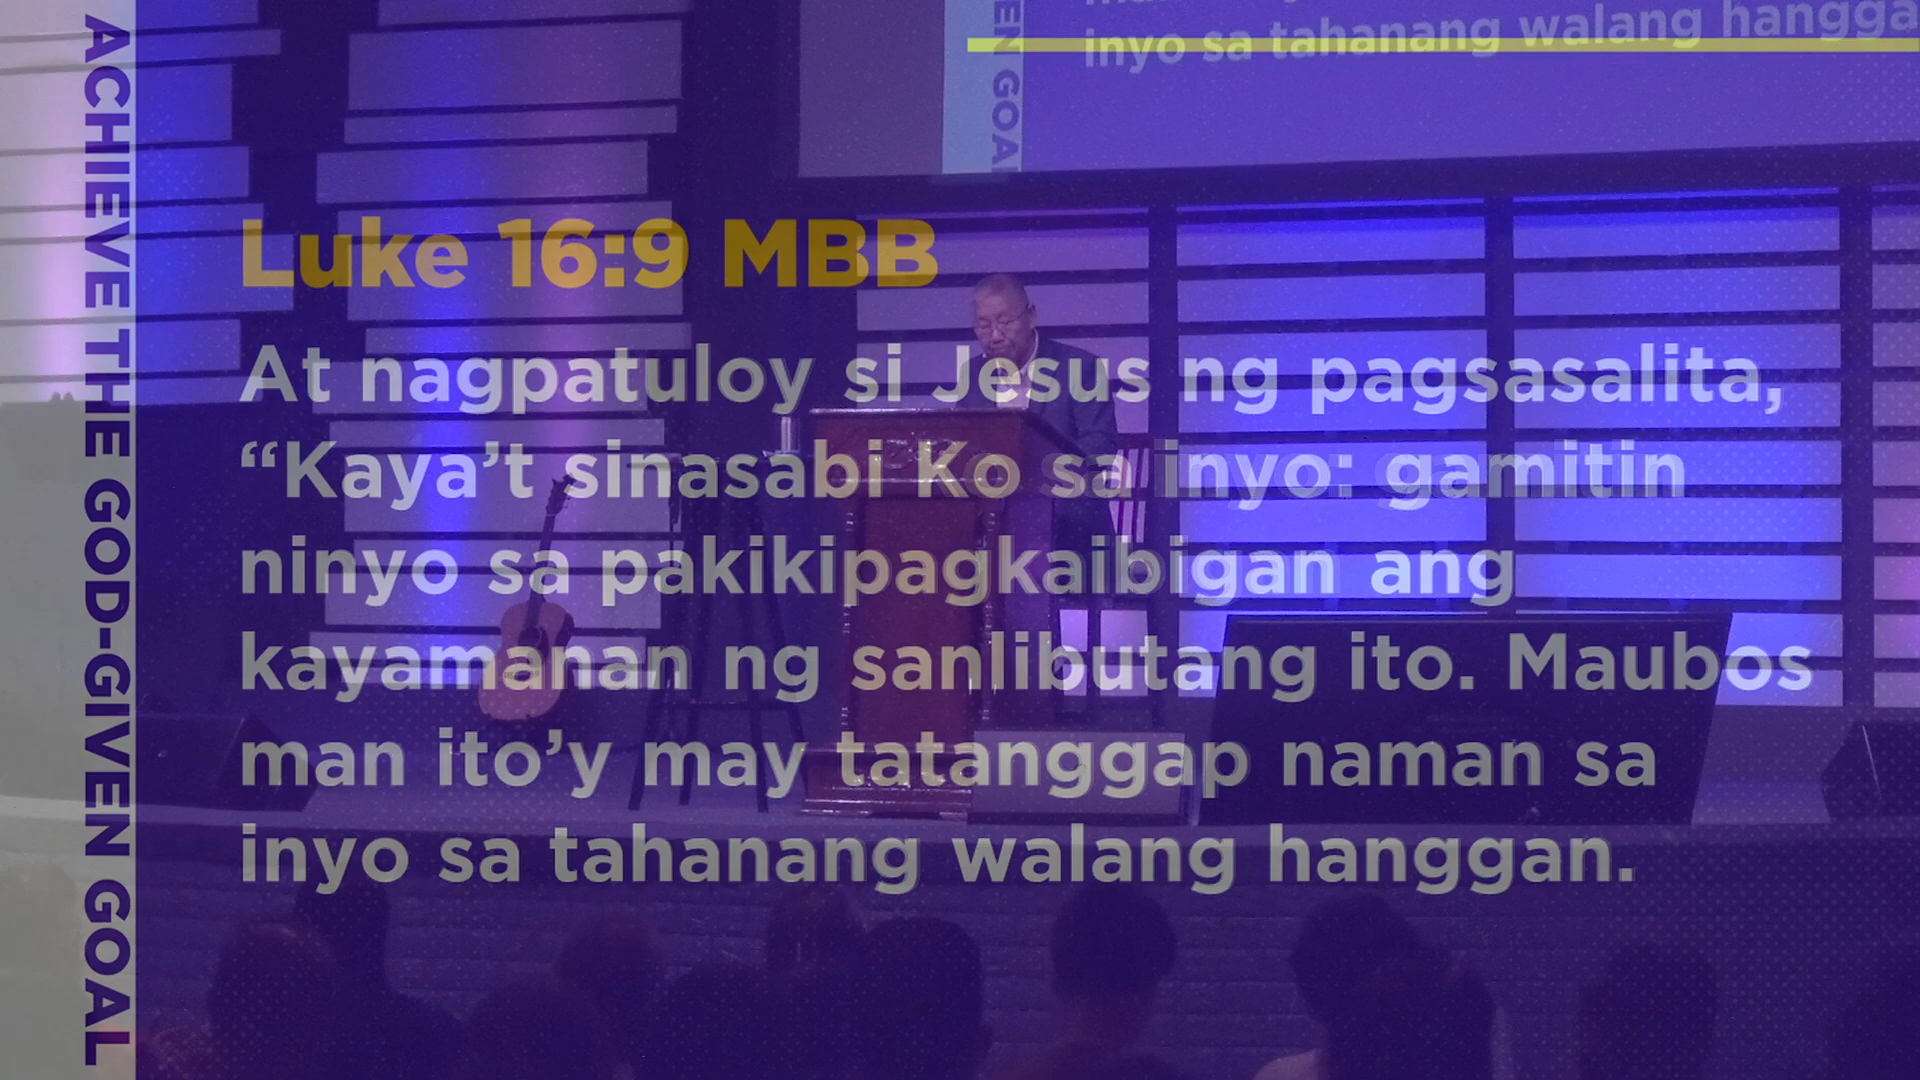 ACHIEVE THE GOD-GIVEN GOAL
inyo sa tahanang walang hangga
EN GOA
Luke 16:9 MBB
At nagpatuloy si Jesus ng pagsasalita,
“Kaya’t sinasabi Ko sa inyo: gamitin
ninyo sa pakikipagkaibigan ang
kayamanan ng sanlibutang ito. Maubos
man ito’y may tatanggap naman sa
inyo sa tahanang walang hanggan.